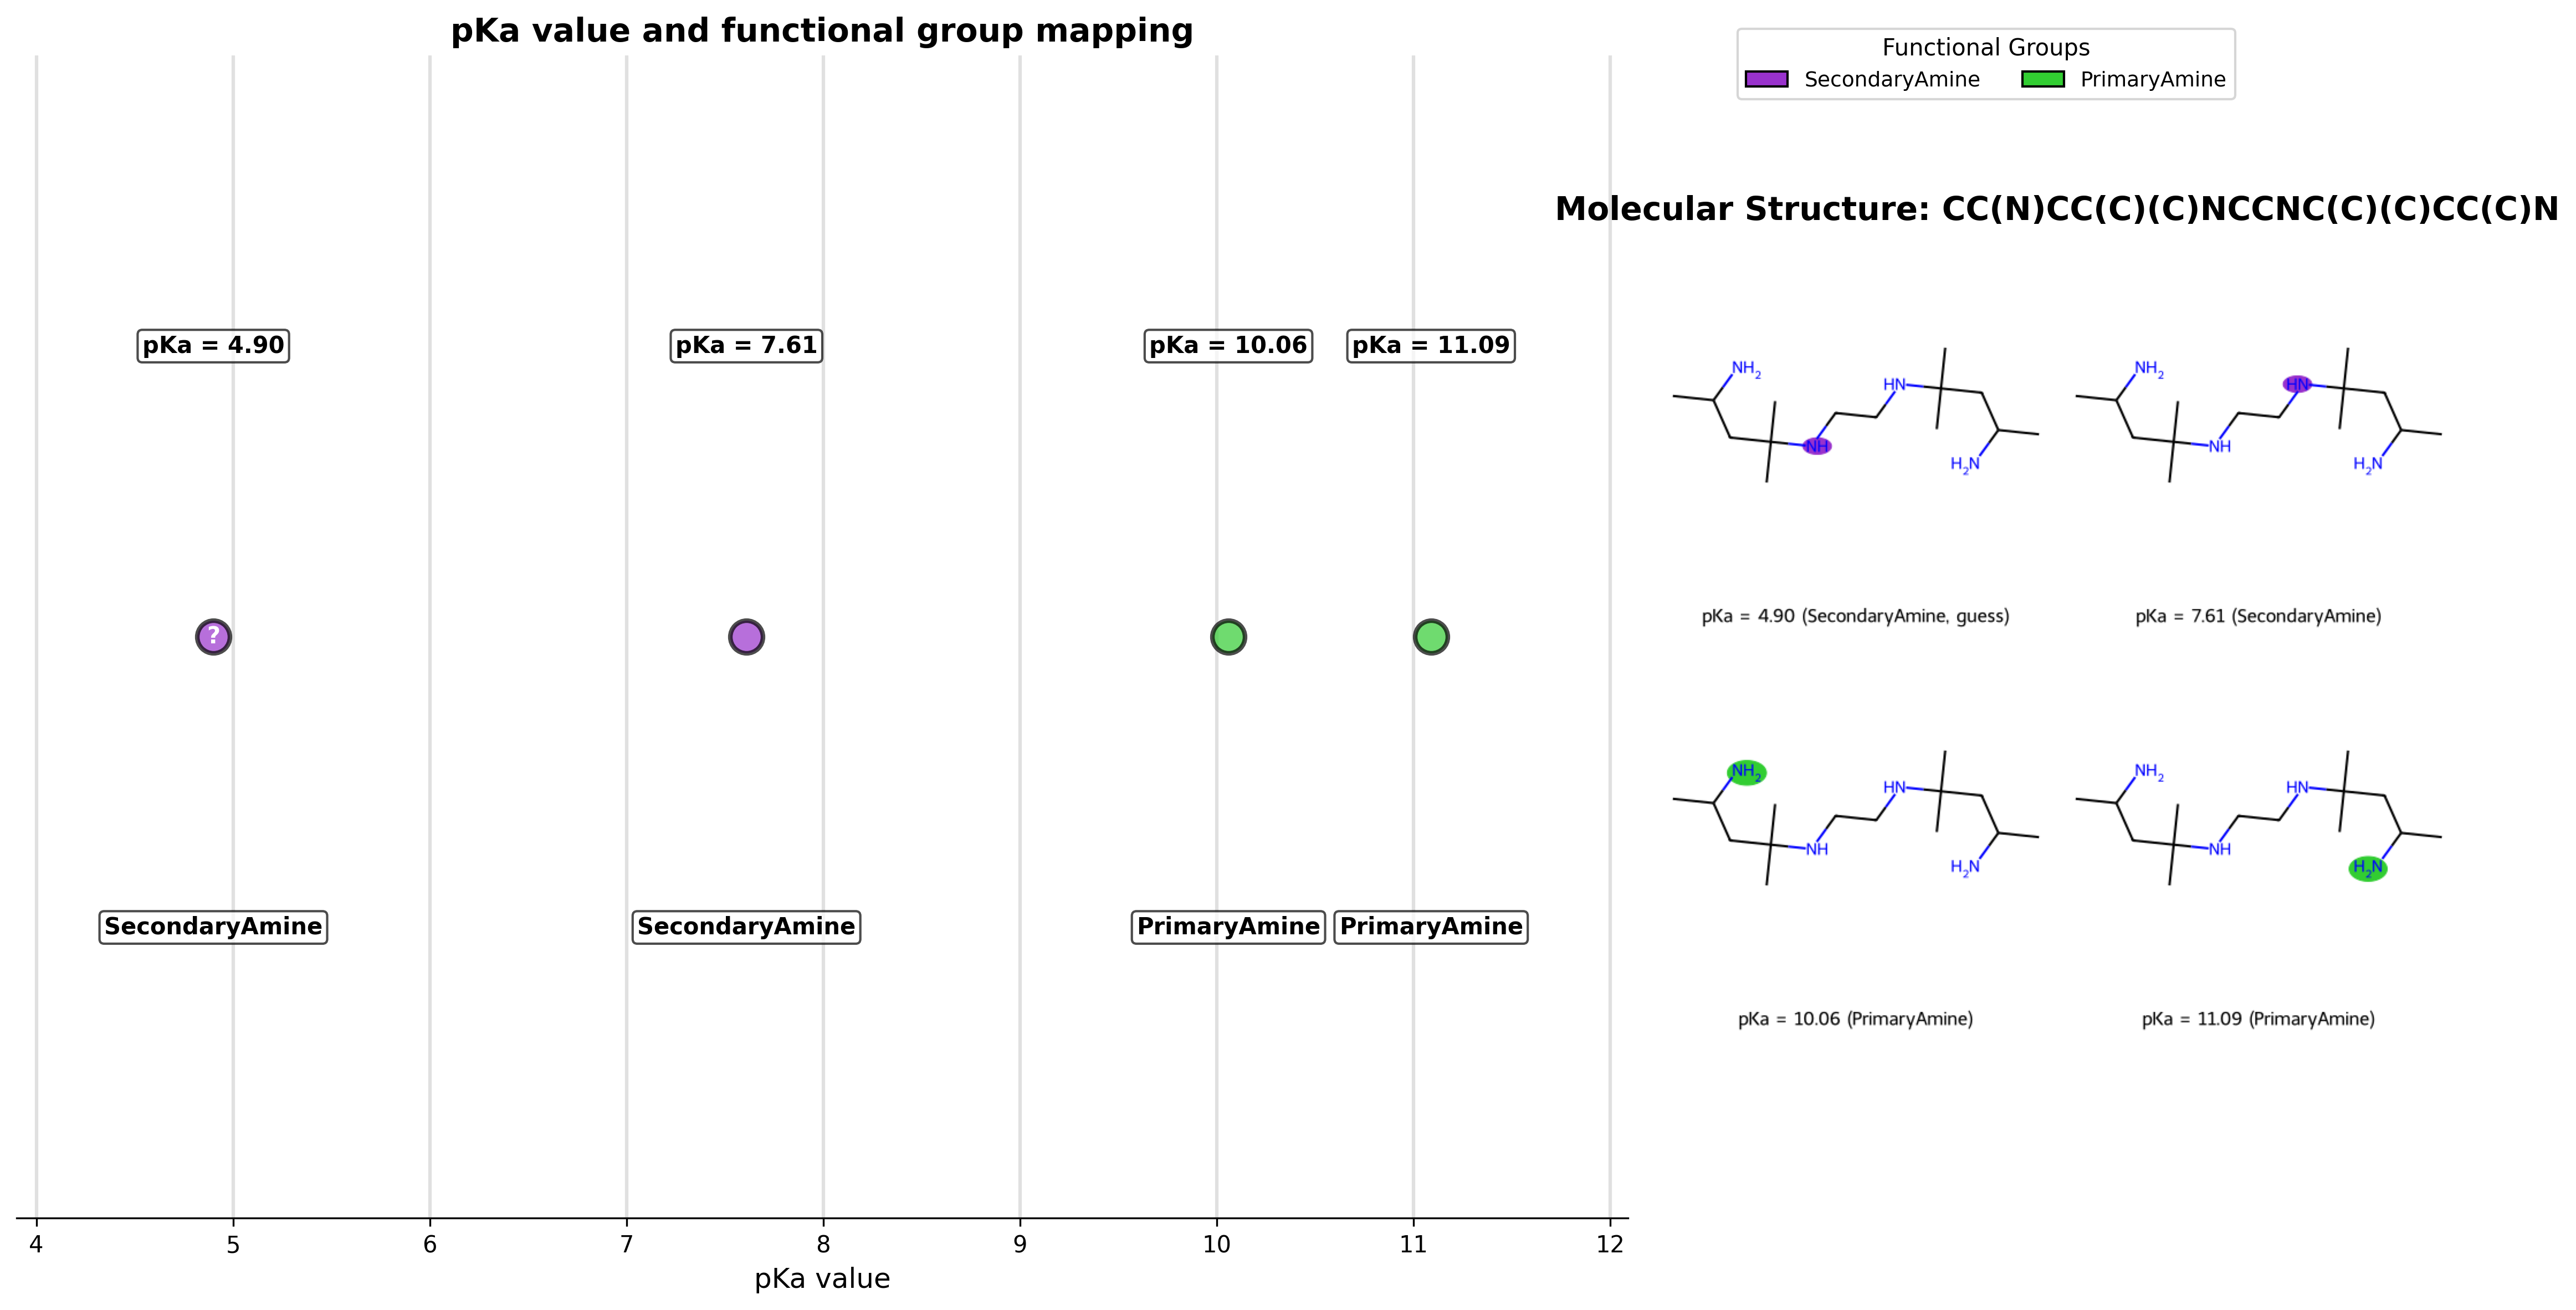 pKa value and functional group mapping
Functional Groups
SecondaryAmine PrimaryAmine
Molecular Structure: CC(N)CC(C)(C)NCCNC(C)(C)CC(C)N
pKa = 4.90 pKa = 7.61 pKa = 10.06 pKa = 11.09
?
SecondaryAmine SecondaryAmine PrimaryAmine PrimaryAmine
4 5 6 7 8 9 10 11 12
pKa value
NH2 HN NH H2N
NH2 HN NH H2N
pKa = 4.90 (SecondaryAmine, guess) pKa = 7.61 (SecondaryAmine)
NH2 HN NH H2N
NH2 HN NH H2N
pKa = 10.06 (PrimaryAmine) pKa = 11.09 (PrimaryAmine)